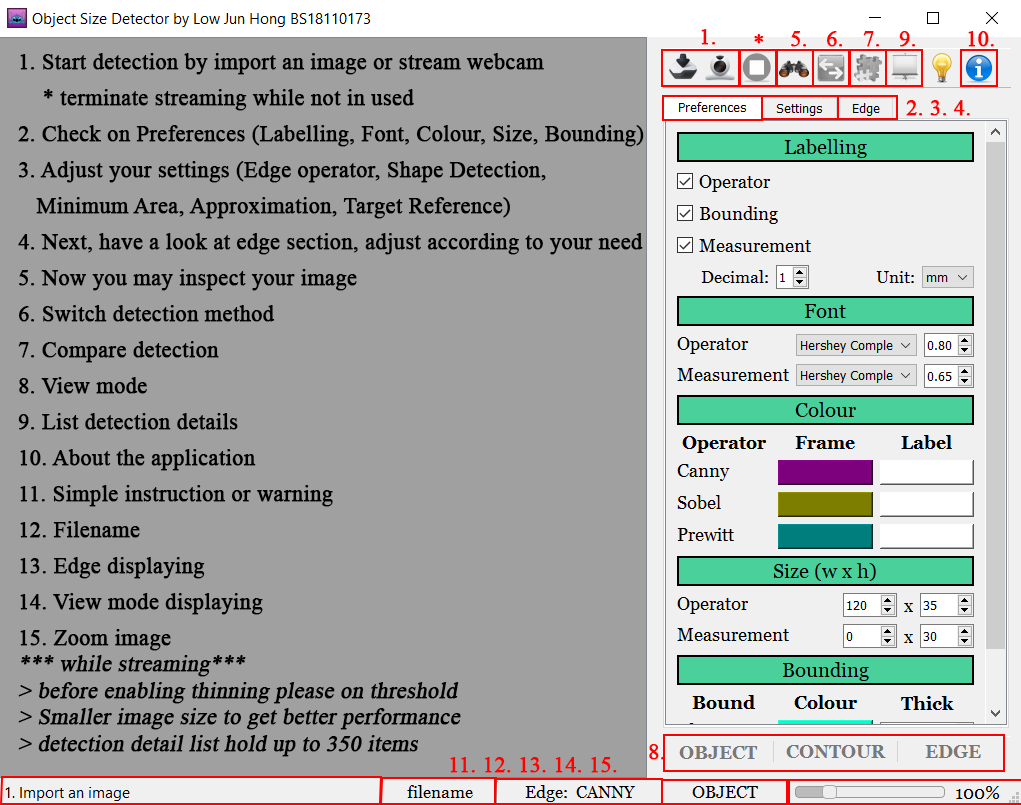 Object Size Detector by Low Jun Hong BS18110173
1. Start detection by import an image or stream webcam
* terminate streaming while not in used
2. Check on Preferences (Labelling, Font, Colour, Size, Bounding)
3. Adjust your settings (Edge operator, Shape Detection,
Minimum Area, Approximation, Target Reference)
4. Next, have a look at edge section, adjust according to your need
5. Now you may inspect your image
6. Switch detection method
7. Compare detection
8. View mode
9. List detection details
10. About the application
11. Simple instruction or warning
12. Filename
13. Edge displaying
14. View mode displaying
15. Zoom image
*** while streaming***
> before enabling thinning please on threshold
> Smaller image size to get better performance
> detection detail list hold up to 350 items
1. * 5. 6. 7. 9. 10.
Preferences Settings Edge 2. 3. 4.
Labelling
Operator
Bounding
Measurement
Decimal: 1 Unit: mm
Font
Operator Hershey Comple 0.80
Measurement Hershey Comple 0.65
Colour
Operator Frame Label
Canny
Sobel
Prewitt
Size (w x h)
Operator 120 x 35
Measurement 0 x 30
Bounding
Bound Colour Thick
8. OBJECT CONTOUR EDGE
11. 12. 13. 14. 15.
1. Import an image filename Edge: CANNY OBJECT 100%